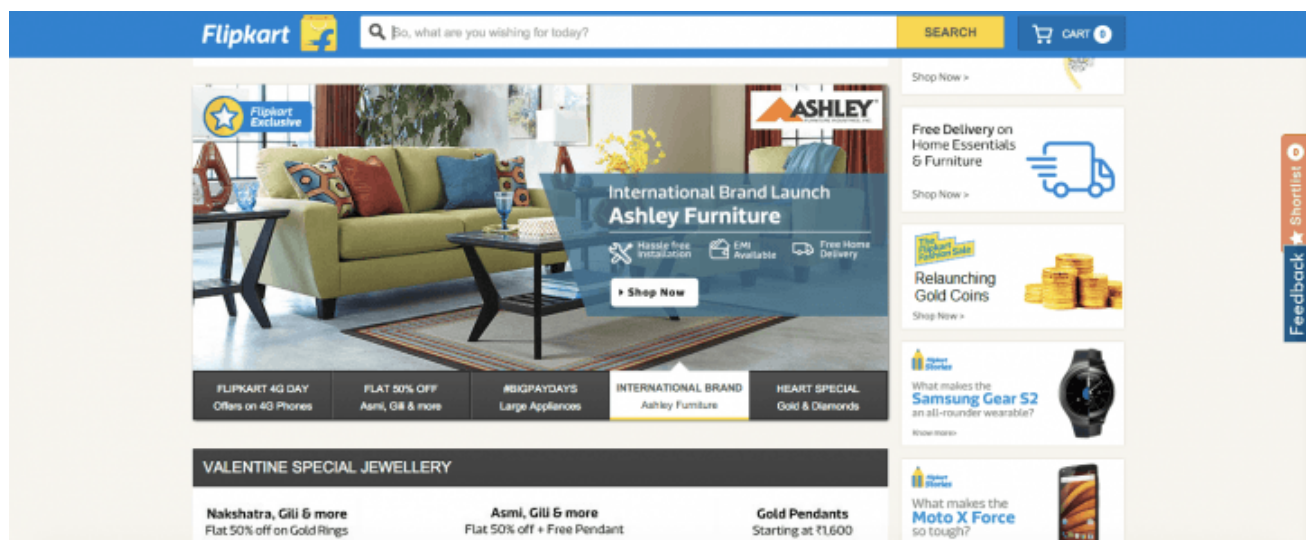 Flipkart
So, what are you wishing for today?
SEARCH
CART 0
Flipkart
Exclusive
ASHLEY
International Brand Launch
Ashley Furniture
Hassle free
Installation
EMI
Available
Free Home
Delivery
Shop Now
FLIPKART 4G DAY
Offers on 4G Phones
FLAT 50% OFF
Asmi, Gili & more
#BIGPAYDAYS
Large Appliances
INTERNATIONAL BRAND
Ashley Furniture
HEART SPECIAL
Gold & Diamonds
VALENTINE SPECIAL JEWELLERY
Nakshatra, Gili & more
Flat 50% off on Gold Rings
Asmi, Gili & more
Flat 50% off + Free Pendant
Gold Pendants
Starting at ₹1,600
Shop Now >
Free Delivery on
Home Essentials
& Furniture
Shop Now >
The
Flipkart
Fashion Sale
Relaunching
Gold Coins
Shop Now >
Flipkart
Stories
What makes the
Samsung Gear S2
an all-rounder wearable?
Know more>
Flipkart
Stories
What makes the
Moto X Force
so tough?
Shortlist 0
Feedback